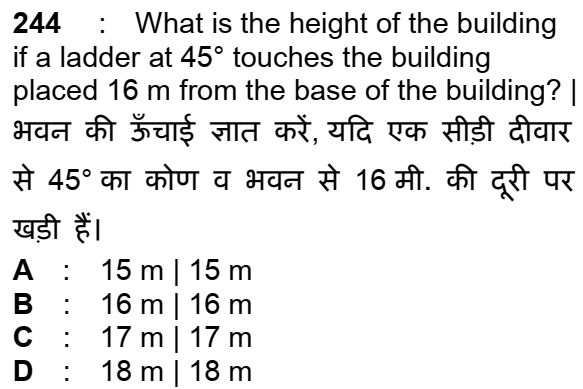 244 : What is the height of the building
if a ladder at 45° touches the building
placed 16 m from the base of the building? |
भवन की ऊँचाई ज्ञात करें, यदि एक सीड़ी दीवार
से 45° का कोण व भवन से 16 मी. की दूरी पर
खड़ी हैं।
A : 15 m | 15 m
B : 16 m | 16 m
C : 17 m | 17 m
D : 18 m | 18 m